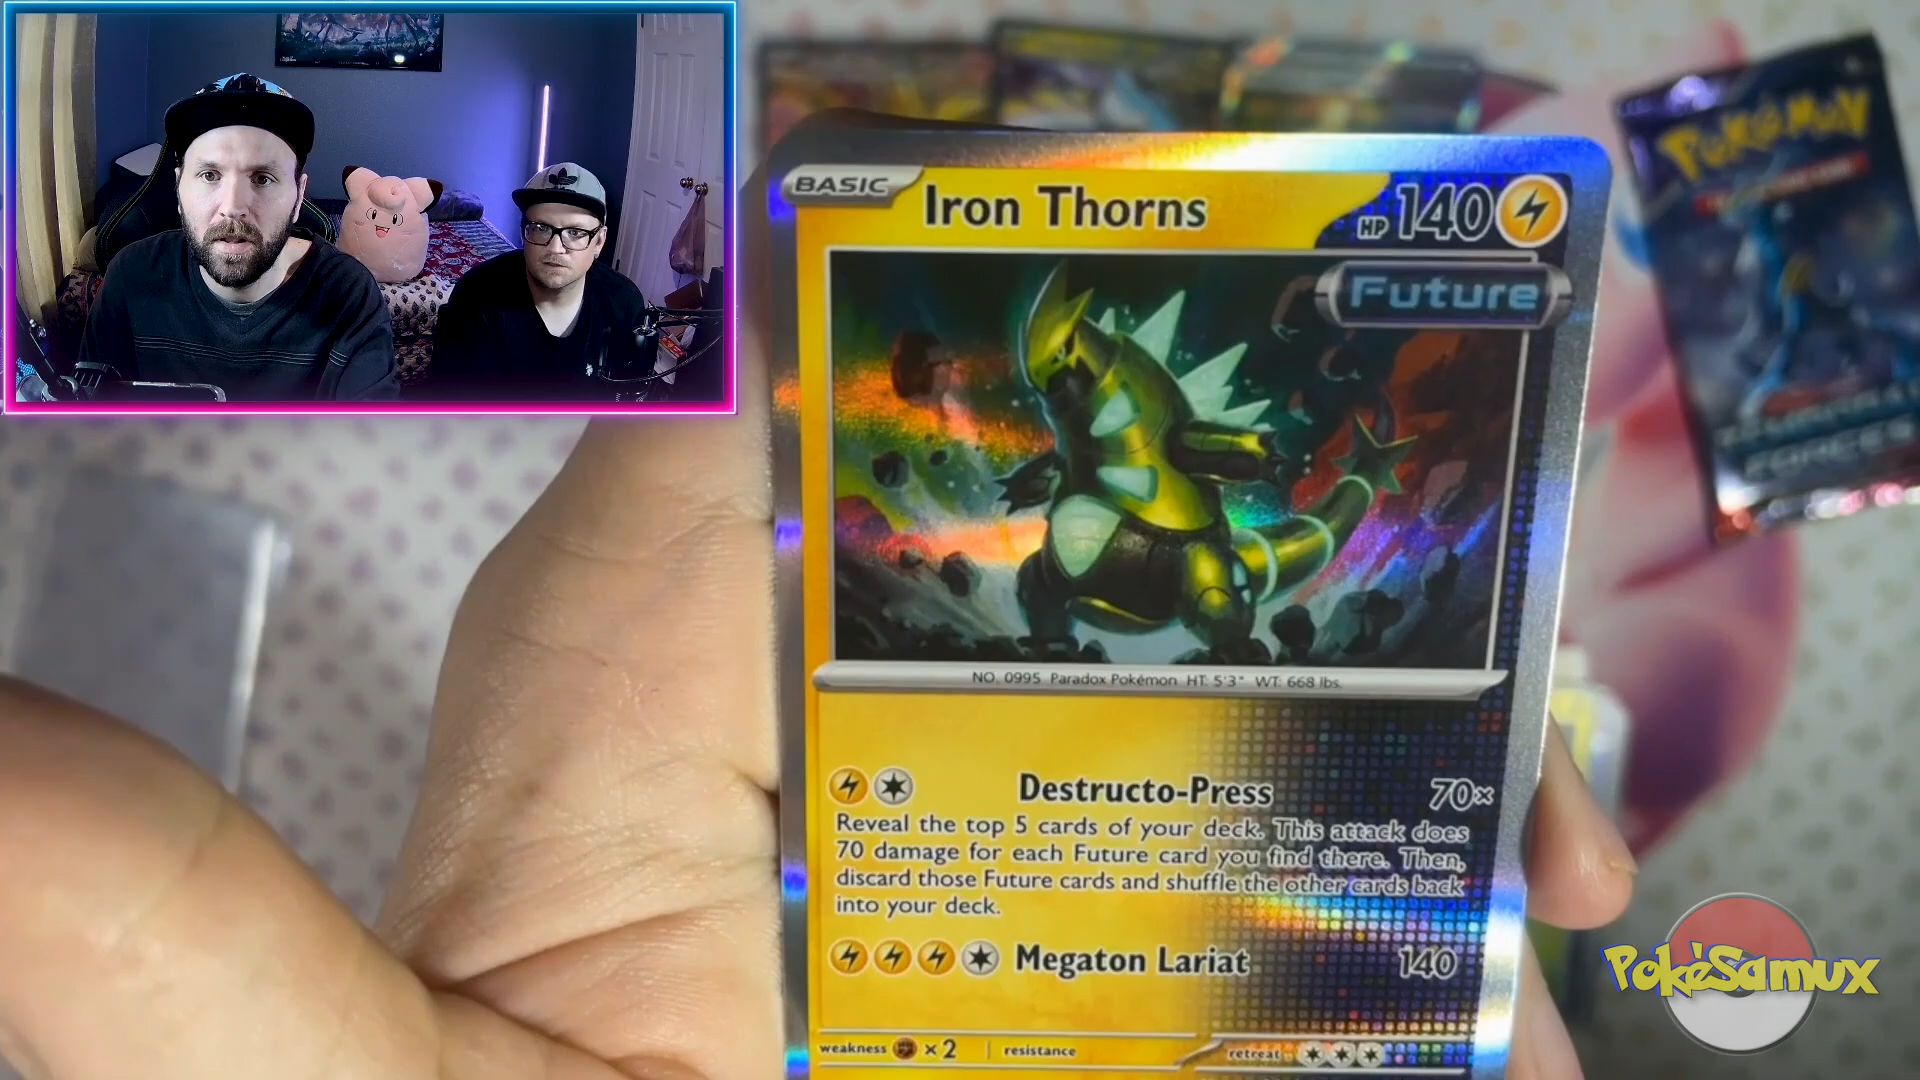 BASIC
Iron Thorns
HP 140
Future
POKÉMON
FORCES
NO. 0995 Paradox Pokémon HT: 5'3" WT: 668 lbs.
Destructo-Press 70×
Reveal the top 5 cards of your deck. This attack does
70 damage for each Future card you find there. Then,
discard those Future cards and shuffle the other cards back
into your deck.
Megaton Lariat 140
weakness ×2 resistance
retreat
PokéSamux